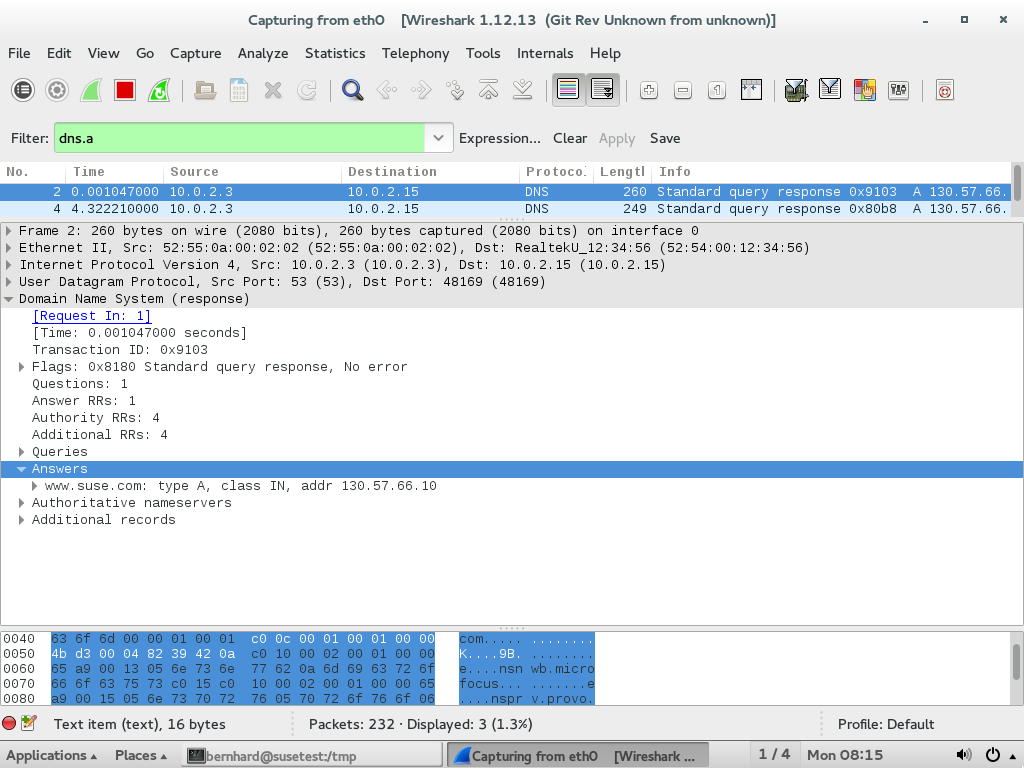 Capturing from eth0 [Wireshark 1.12.13 (Git Rev Unknown from unknown)]
File Edit View Go Capture Analyze Statistics Telephony Tools Internals Help
Filter: dns.a Expression... Clear Apply Save
No. Time Source Destination Protoco Lengtl Info
2 0.001047000 10.0.2.3 10.0.2.15 DNS 260 Standard query response 0x9103 A 130.57.66.
4 4.322210000 10.0.2.3 10.0.2.15 DNS 249 Standard query response 0x80b8 A 130.57.66.
Frame 2: 260 bytes on wire (2080 bits), 260 bytes captured (2080 bits) on interface 0
Ethernet II, Src: 52:55:0a:00:02:02 (52:55:0a:00:02:02), Dst: RealtekU_12:34:56 (52:54:00:12:34:56)
Internet Protocol Version 4, Src: 10.0.2.3 (10.0.2.3), Dst: 10.0.2.15 (10.0.2.15)
User Datagram Protocol, Src Port: 53 (53), Dst Port: 48169 (48169)
Domain Name System (response)
[Request In: 1]
[Time: 0.001047000 seconds]
Transaction ID: 0x9103
Flags: 0x8180 Standard query response, No error
Questions: 1
Answer RRs: 1
Authority RRs: 4
Additional RRs: 4
Queries
Answers
www.suse.com: type A, class IN, addr 130.57.66.10
Authoritative nameservers
Additional records
0040 63 6f 6d 00 00 01 00 01 c0 0c 00 01 00 01 00 00 com..... ........
0050 4b d3 00 04 82 39 42 0a c0 10 00 02 00 01 00 00 K....9B. ........
0060 65 a9 00 13 05 6e 73 6e 77 62 0a 6d 69 63 72 6f e....nsn wb.micro
0070 66 6f 63 75 73 c0 15 c0 10 00 02 00 01 00 00 65 focus... .......e
0080 a9 00 15 05 6e 73 70 72 76 05 70 72 6f 76 6f 06 ....nspr v.provo.
Text item (text), 16 bytes Packets: 232 · Displayed: 3 (1.3%) Profile: Default
Applications Places bernhard@susetest:/tmp Capturing from eth0 [Wireshark ... 1 / 4 Mon 08:15